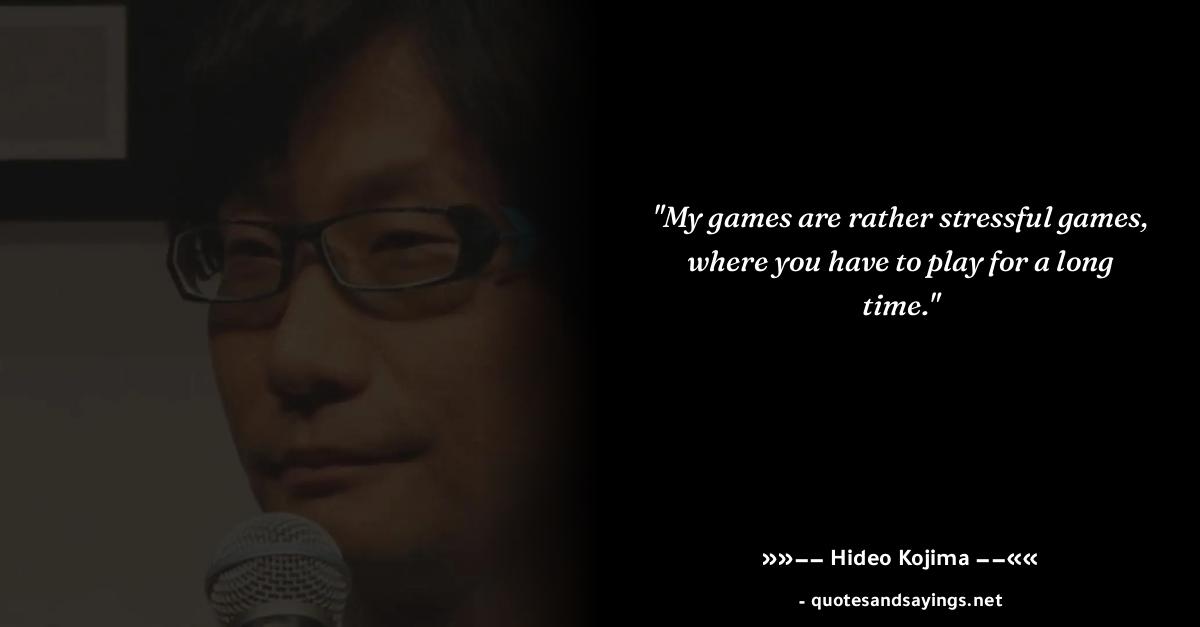 "My games are rather stressful games,
where you have to play for a long
time."
»»–– Hideo Kojima ––««
- quotesandsayings.net